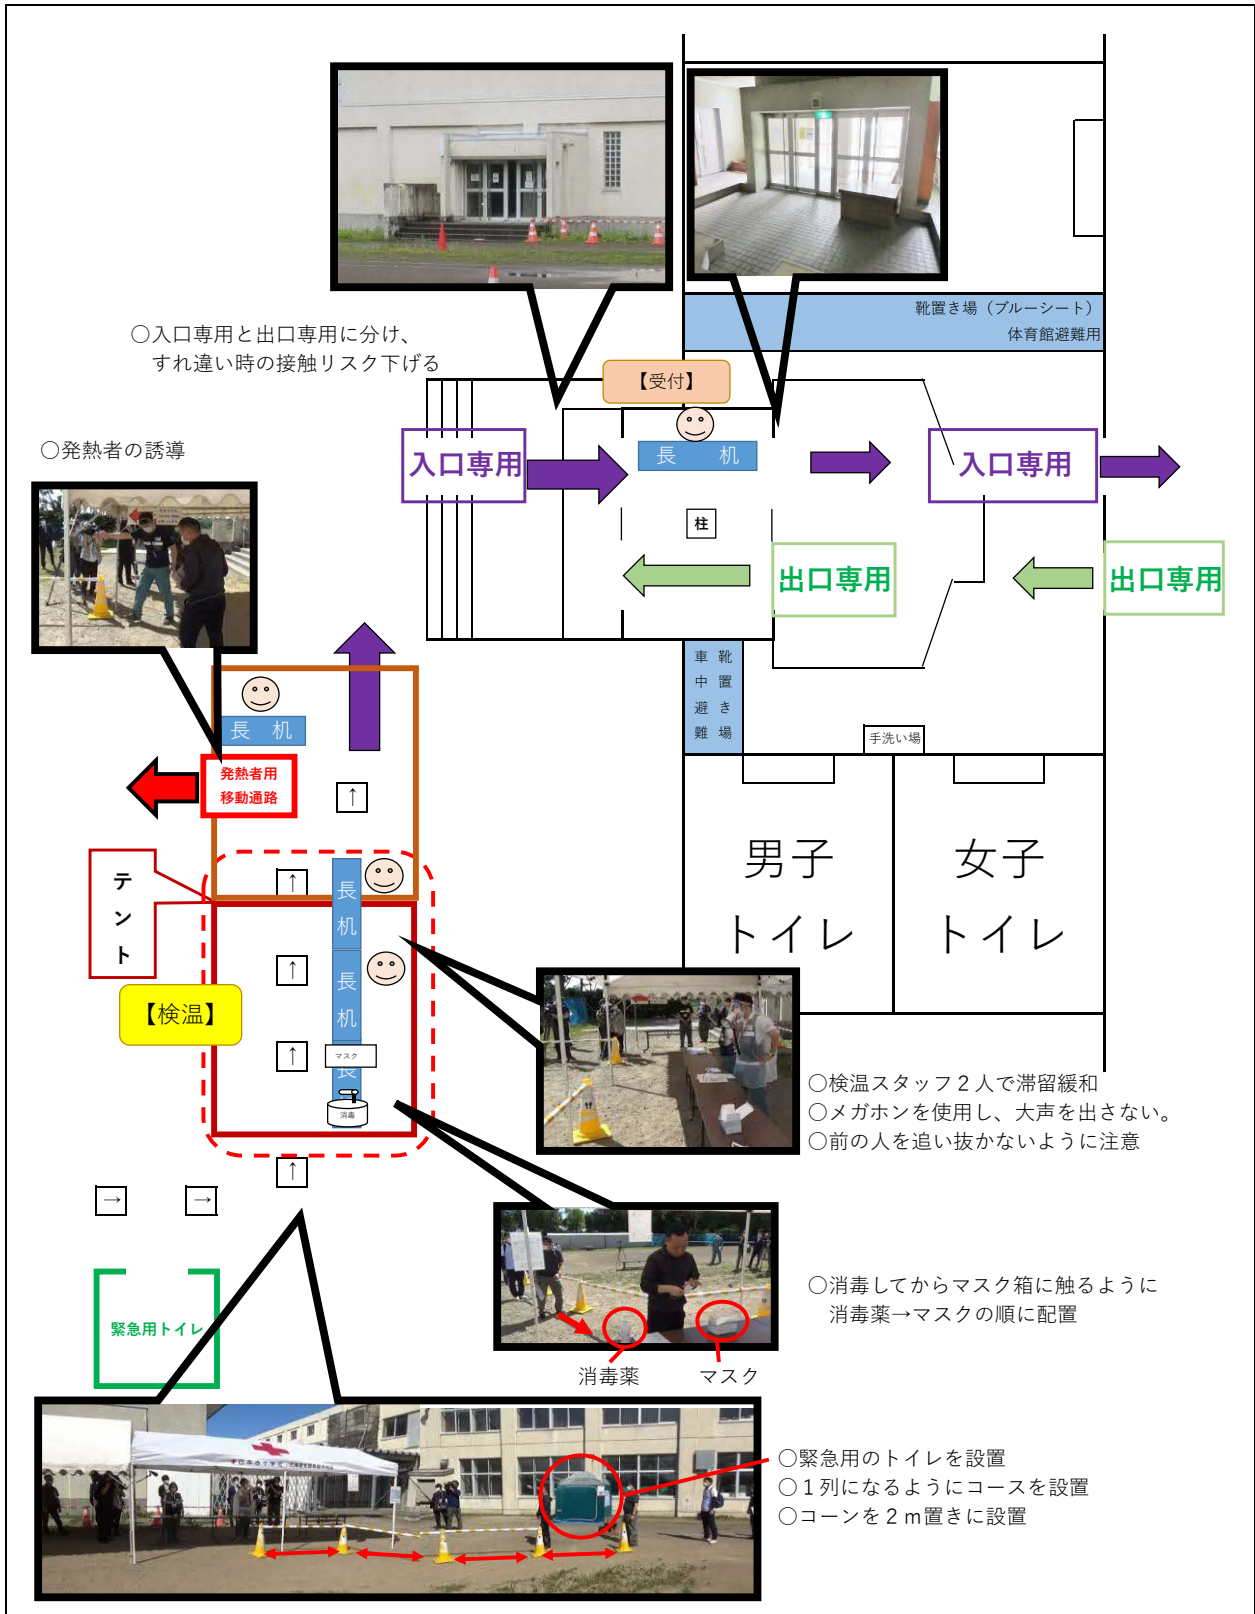 靴置き場（ブルーシート）
体育館避難用
○入口専用と出口専用に分け、
すれ違い時の接触リスク下げる
【受付】
○発熱者の誘導
入口専用
長　机
入口専用
柱
出口専用
出口専用
靴置き場
車中避難
長　机
手洗い場
発熱者用
移動通路
↑
男子
トイレ
女子
トイレ
テント
↑
長机
↑
長机
【検温】
↑
マスク
長
消毒
○検温スタッフ２人で滞留緩和
○メガホンを使用し、大声を出さない。
○前の人を追い抜かないように注意
↑
→
→
○消毒してからマスク箱に触るように
消毒薬→マスクの順に配置
緊急用トイレ
消毒薬
マスク
○緊急用のトイレを設置
○１列になるようにコースを設置
○コーンを２ｍ置きに設置